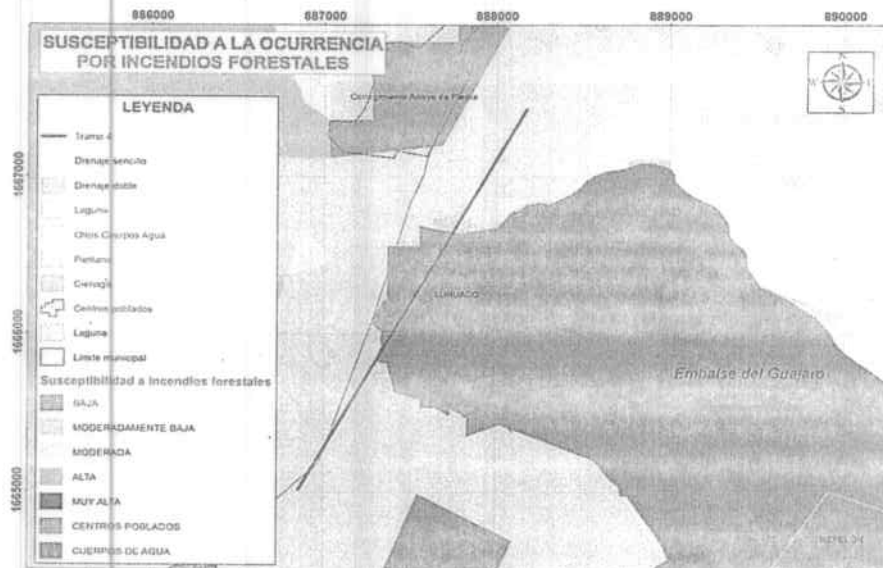 886000
887000
888000
889000
890000
SUSCEPTIBILIDAD A LA OCURRENCIA
POR INCENDIOS FORESTALES
N
W
E
S
LEYENDA
Tramo 4
Drenaje sencillo
Drenaje doble
Laguna
Otros Cuerpos Agua
Pantano
Cienaga
Centros poblados
Laguna
Limite municipal
Susceptibilidad a incendios forestales
BAJA
MODERADAMENTE BAJA
MODERADA
ALTA
MUY ALTA
CENTROS POBLADOS
CUERPOS DE AGUA
Corregimiento Arroyo de Piedra
LURUACO
Embalse del Guajaro
REPELON
1667000
1666000
1665000